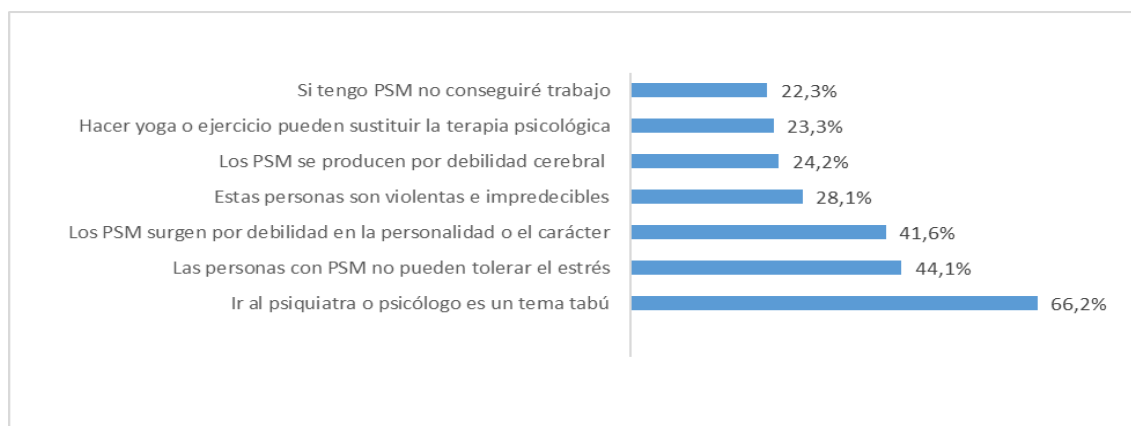 Si tengo PSM no conseguiré trabajo 22,3%
Hacer yoga o ejercicio pueden sustituir la terapia psicológica 23,3%
Los PSM se producen por debilidad cerebral 24,2%
Estas personas son violentas e impredecibles 28,1%
Los PSM surgen por debilidad en la personalidad o el carácter 41,6%
Las personas con PSM no pueden tolerar el estrés 44,1%
Ir al psiquiatra o psicólogo es un tema tabú 66,2%